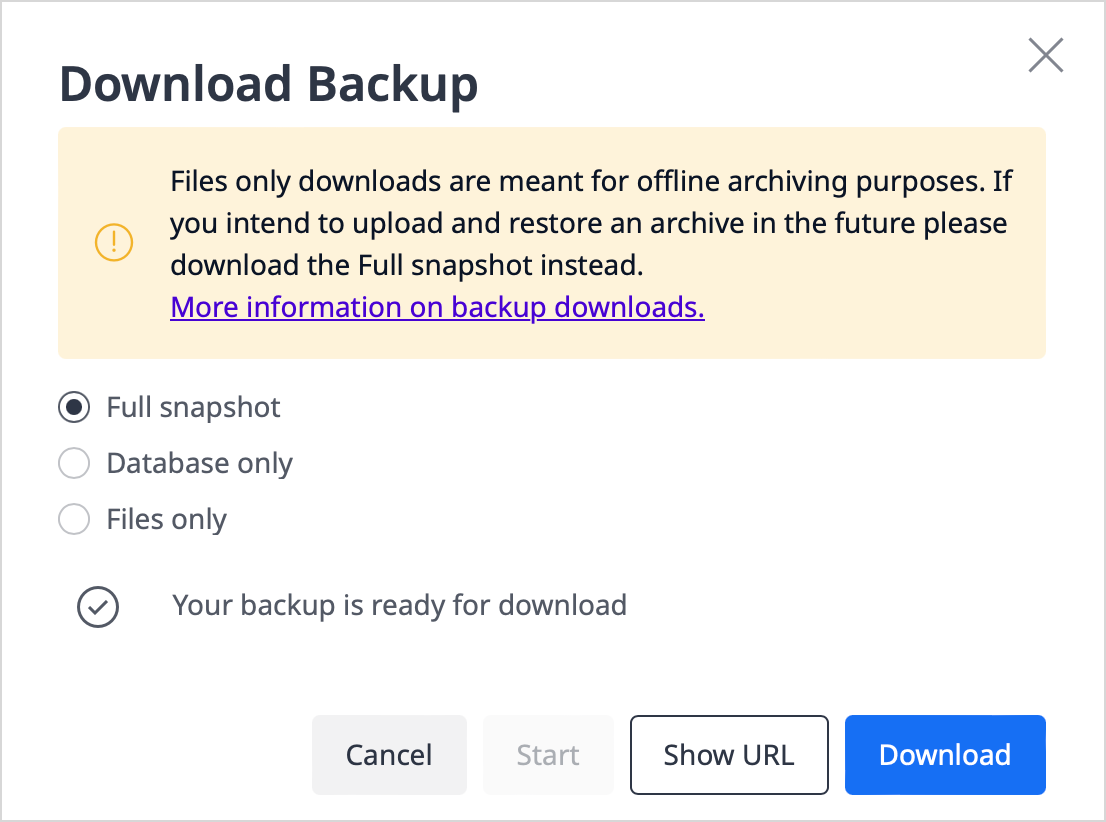 Download Backup
Files only downloads are meant for offline archiving purposes. If
you intend to upload and restore an archive in the future please
download the Full snapshot instead.
More information on backup downloads.
Full snapshot
Database only
Files only
Your backup is ready for download
Cancel
Start
Show URL
Download